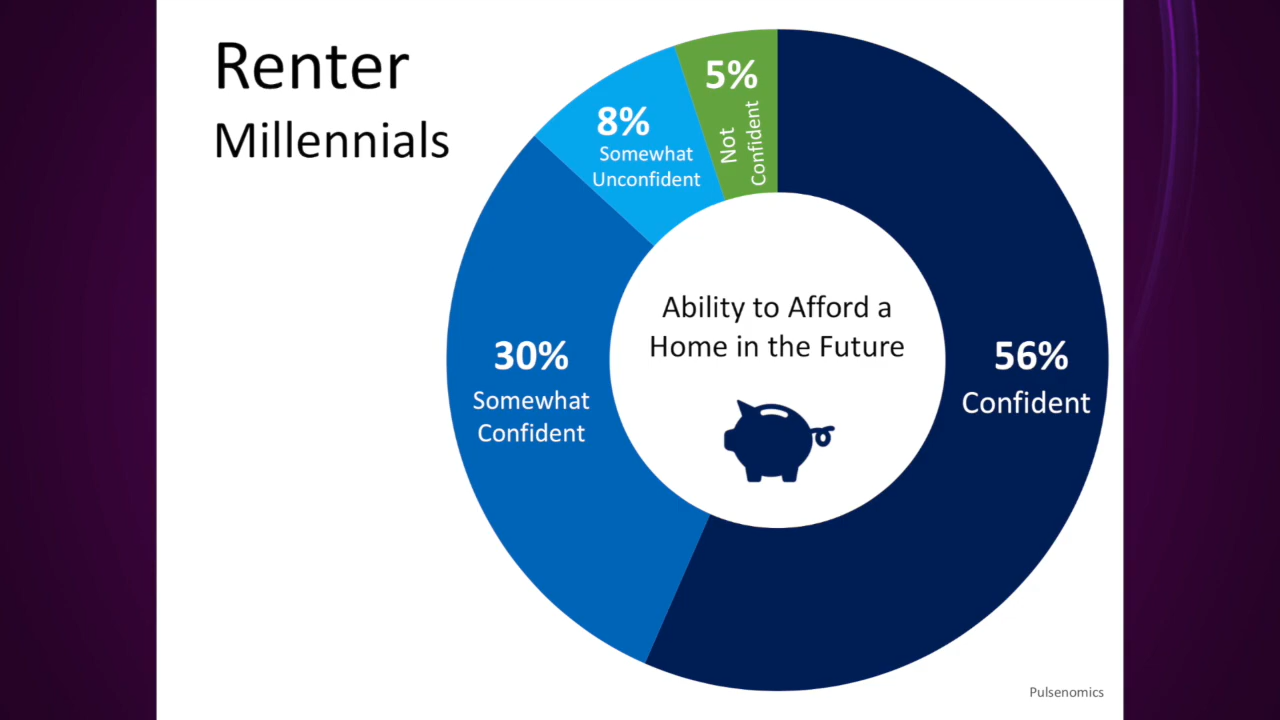 Renter
Millennials
5%
Not
Confident
8%
Somewhat
Unconfident
Ability to Afford a
Home in the Future
30%
Somewhat
Confident
56%
Confident
Pulsenomics